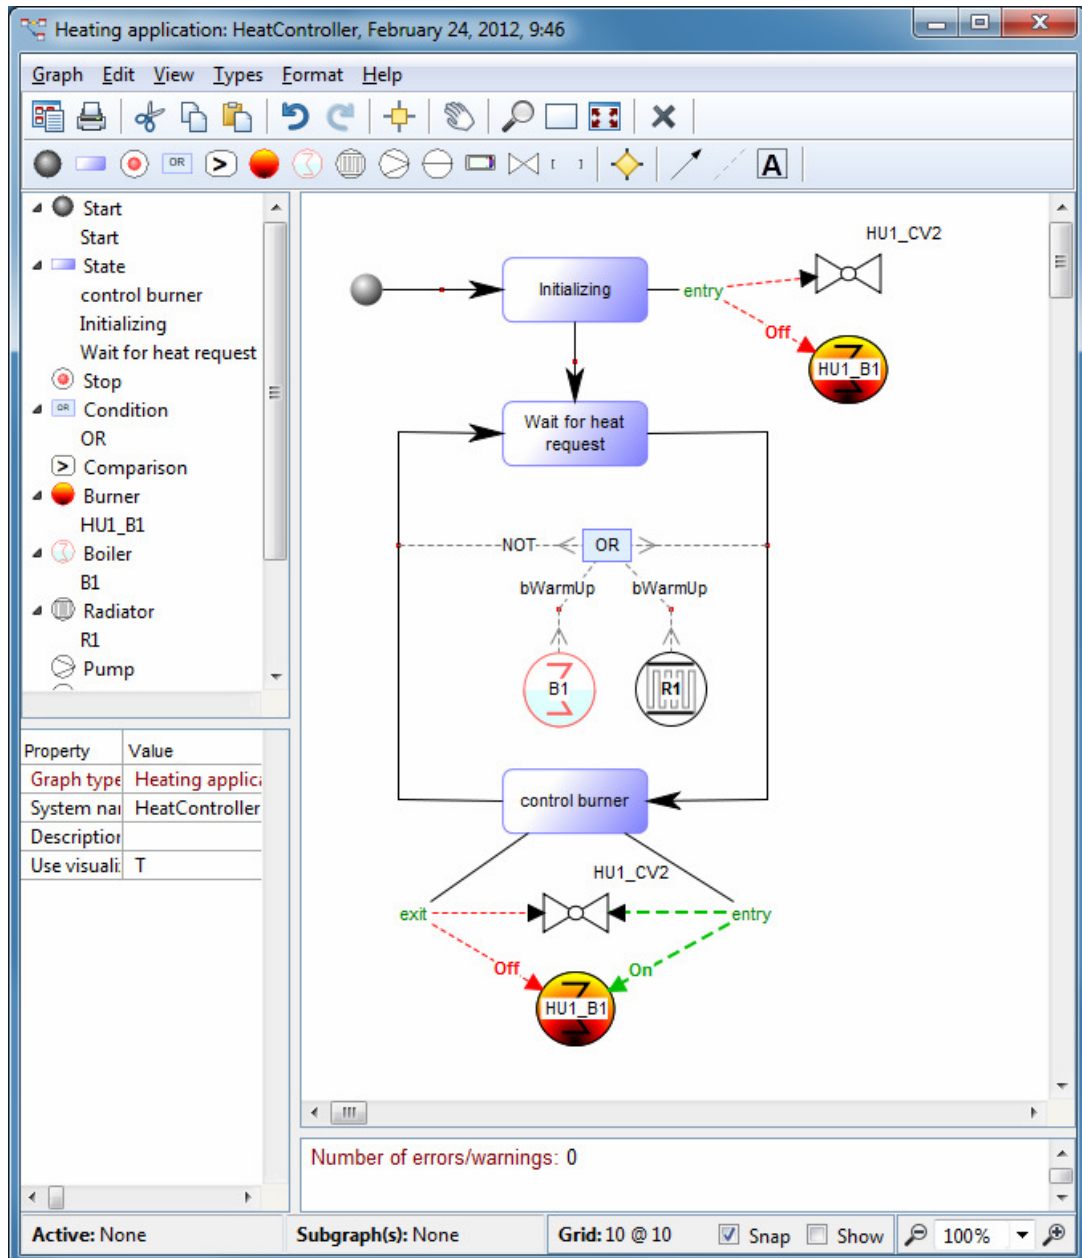 Heating application: HeatController, February 24, 2012, 9:46
Graph Edit View Types Format Help
OR
A
Start
Start
State
control burner
Initializing
Wait for heat request
Stop
OR Condition
OR
Comparison
Burner
HU1_B1
Boiler
B1
Radiator
R1
Pump
Property Value
Graph type Heating applica
System nar HeatController
Description
Use visuali: T
HU1_CV2
Initializing
entry
Off
HU1_B1
Wait for heat
request
NOT OR
bWarmUp bWarmUp
B1 R1
control burner
HU1_CV2
exit entry
Off On
HU1_B1
Number of errors/warnings: 0
Active: None Subgraph(s): None Grid: 10 @ 10 Snap Show 100%